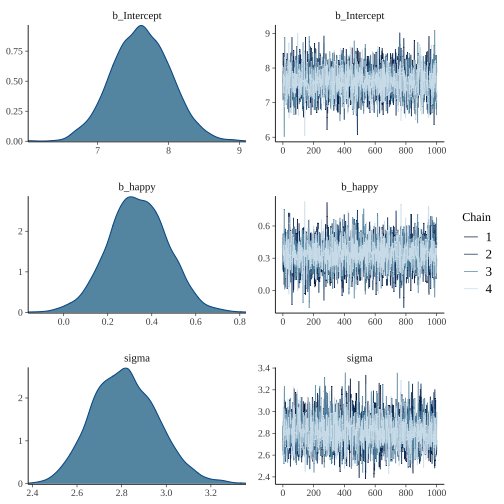 b_Intercept
b_Intercept
0.75
0.50
0.25
0.00
7 8 9
9
8
7
6
0 200 400 600 800 1000
b_happy
b_happy
2
1
0
0.0 0.2 0.4 0.6 0.8
0.6
0.3
0.0
0 200 400 600 800 1000
Chain
1
2
3
4
sigma
sigma
2
1
0
2.4 2.6 2.8 3.0 3.2
3.4
3.2
3.0
2.8
2.6
2.4
0 200 400 600 800 1000